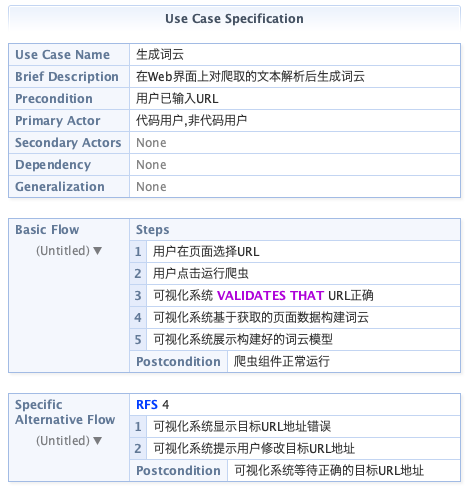 Use Case Specification
Use Case Name 生成词云
Brief Description 在Web界面上对爬取的文本解析后生成词云
Precondition 用户已输入URL
Primary Actor 代码用户,非代码用户
Secondary Actors None
Dependency None
Generalization None
Basic Flow Steps
(Untitled) ▼
1 用户在页面选择URL
2 用户点击运行爬虫
3 可视化系统 VALIDATES THAT URL正确
4 可视化系统基于获取的页面数据构建词云
5 可视化系统展示构建好的词云模型
Postcondition 爬虫组件正常运行
Specific
Alternative Flow
(Untitled) ▼
RFS 4
1 可视化系统显示目标URL地址错误
2 可视化系统提示用户修改目标URL地址
Postcondition 可视化系统等待正确的目标URL地址